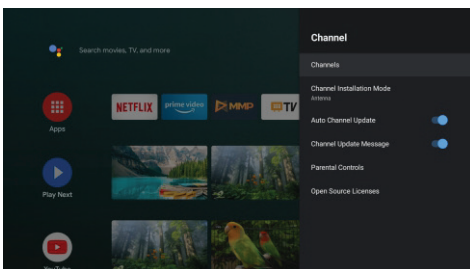 Search movies, TV, and more
Apps
NETFLIX
prime video
MMP
TV
Play Next
YouTube
Channel
Channels
Channel Installation Mode
Antenna
Auto Channel Update
Channel Update Message
Parental Controls
Open Source Licenses